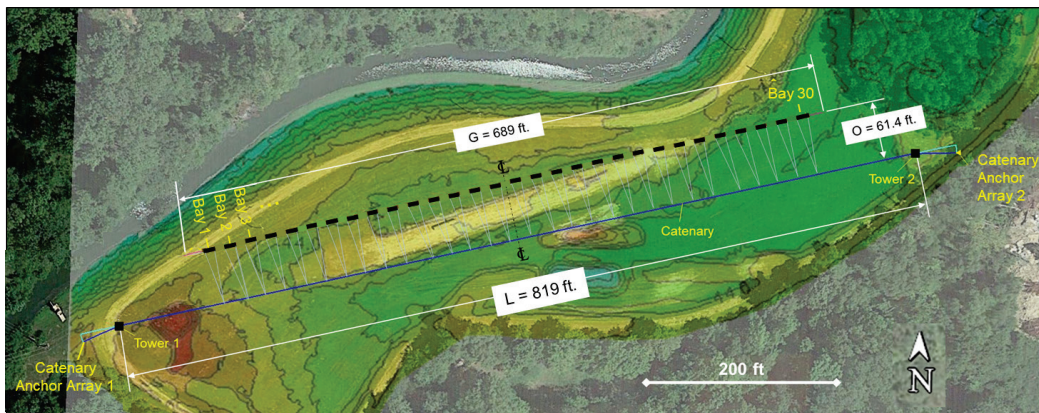 Bay 30
G = 689 ft.
O = 61.4 ft.
℄
Bay 1
Bay 2
Bay 3
Tower 2
Catenary
Anchor
Array 2
Catenary
℄
L = 819 ft.
Tower 1
Catenary
Anchor Array 1
200 ft
N